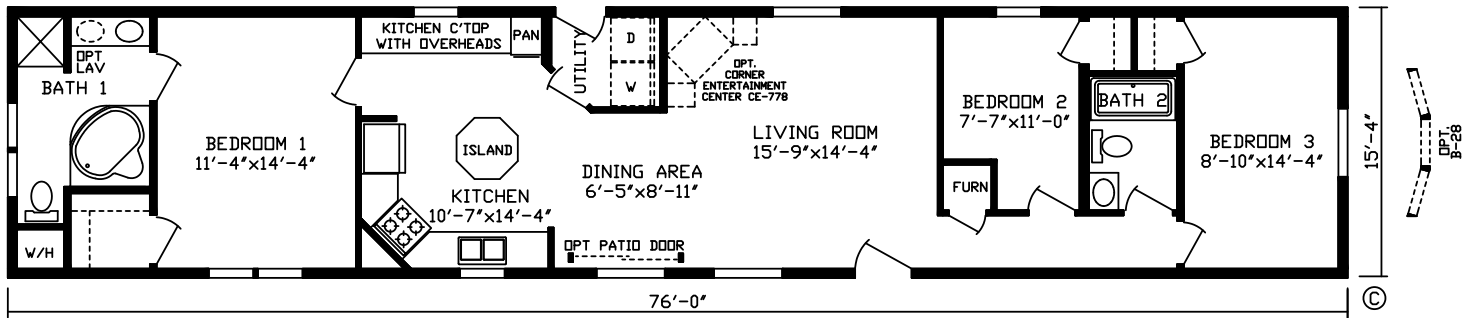 OPT
LAV
BATH 1
W/H
BEDROOM 1
11'-4"x14'-4"
KITCHEN C'TOP
WITH OVERHEADS
PAN
ISLAND
KITCHEN
10'-7"x14'-4"
UTILITY
D
W
DINING AREA
6'-5"x8'-11"
OPT PATIO DOOR
OPT.
CORNER
ENTERTAINMENT
CENTER CE-778
LIVING ROOM
15'-9"x14'-4"
BEDROOM 2
7'-7"x11'-0"
FURN
BATH 2
BEDROOM 3
8'-10"x14'-4"
15'-4"
OPT.
B-28
76'-0"
©